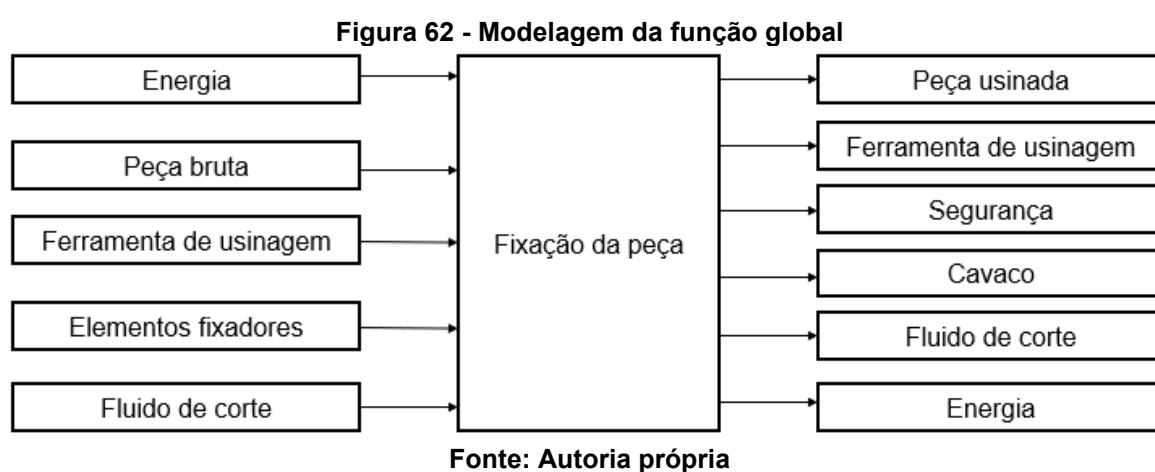 Figura 62 - Modelagem da função global
Energia
Peça bruta
Ferramenta de usinagem
Elementos fixadores
Fluido de corte
Fixação da peça
Peça usinada
Ferramenta de usinagem
Segurança
Cavaco
Fluido de corte
Energia
Fonte: Autoria própria